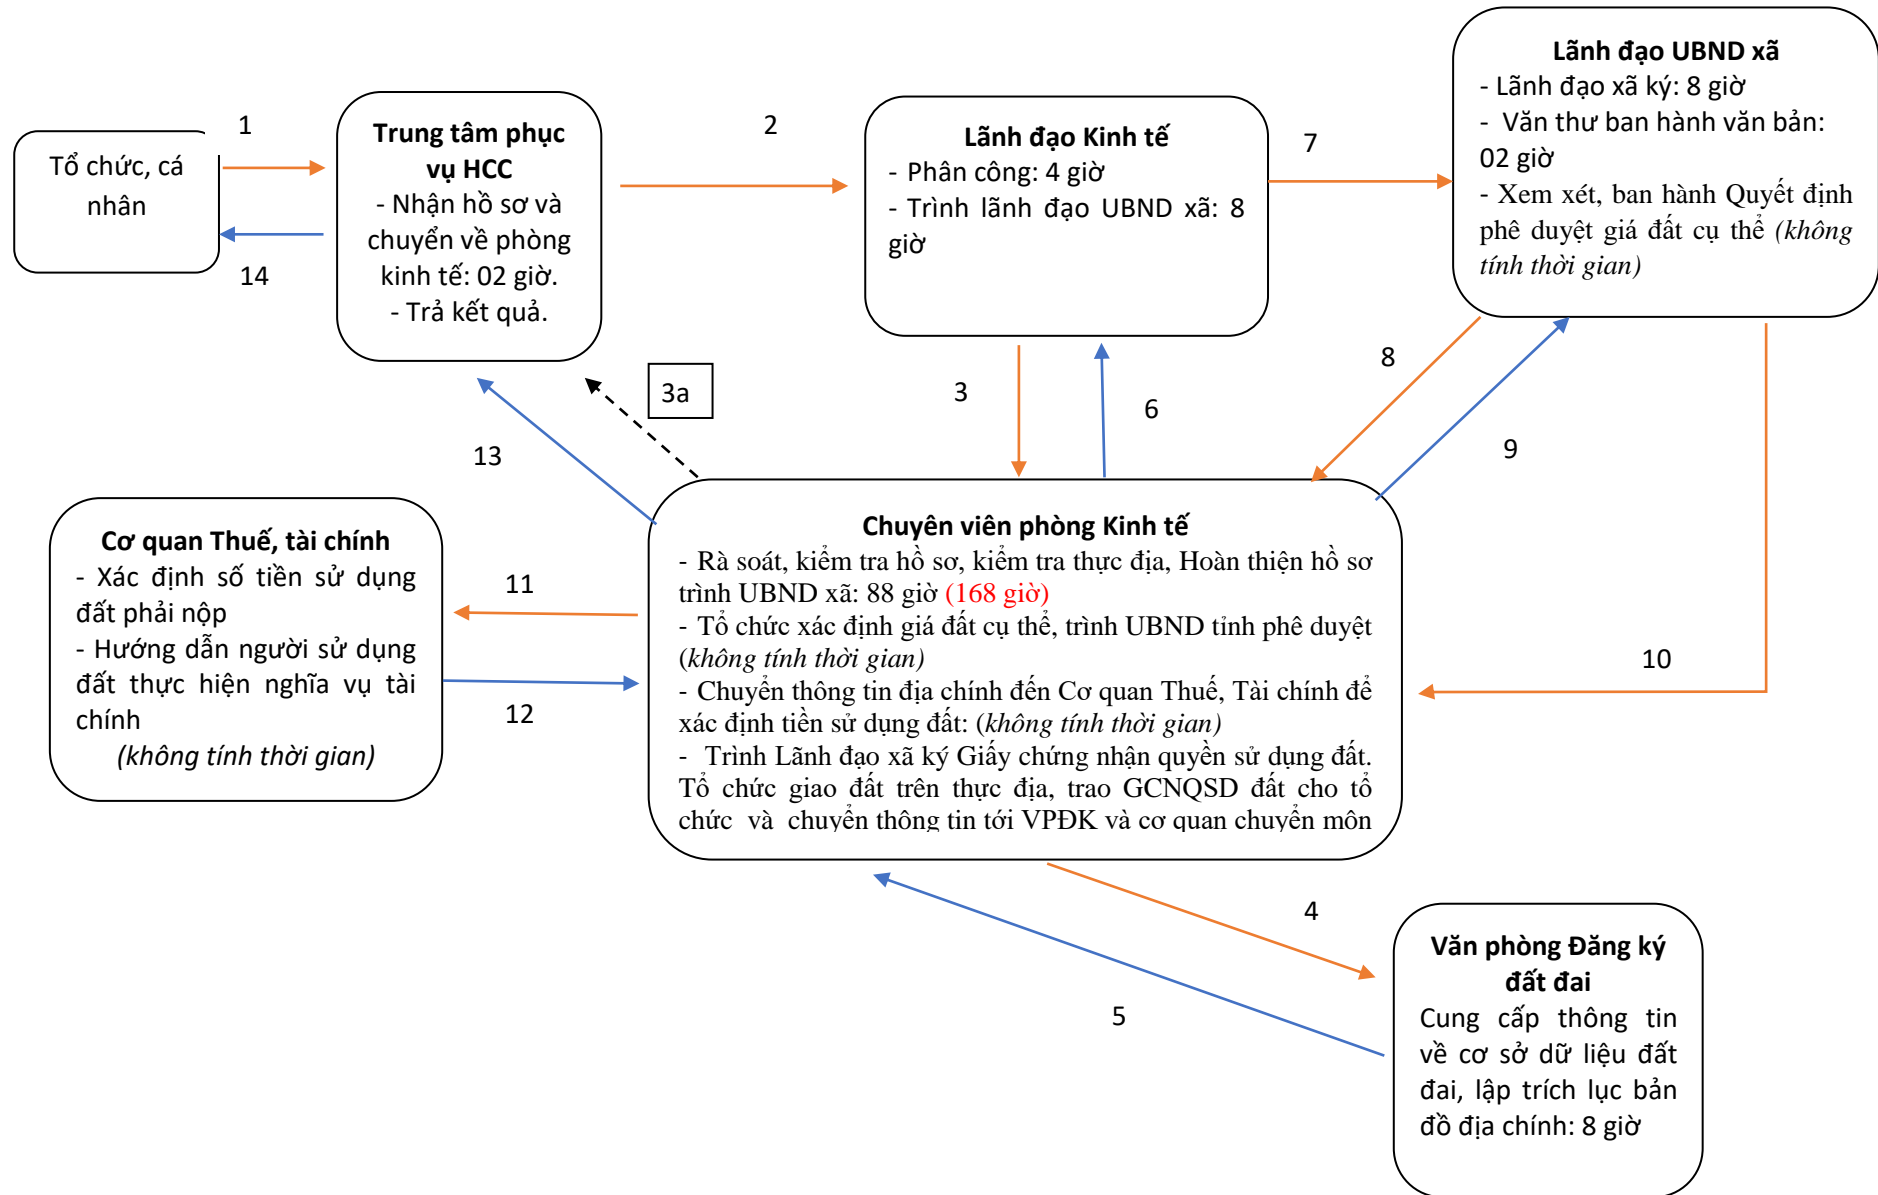 Tổ chức, cá
nhân
1
14
Trung tâm phục
vụ HCC
- Nhận hồ sơ và
chuyển về phòng
kinh tế: 02 giờ.
- Trả kết quả.
2
Lãnh đạo Kinh tế
- Phân công: 4 giờ
- Trình lãnh đạo UBND xã: 8
giờ
7
Lãnh đạo UBND xã
- Lãnh đạo xã ký: 8 giờ
- Văn thư ban hành văn bản:
02 giờ
- Xem xét, ban hành Quyết định
phê duyệt giá đất cụ thể (không
tính thời gian)
3a
3
6
8
9
13
10
Cơ quan Thuế, tài chính
- Xác định số tiền sử dụng
đất phải nộp
- Hướng dẫn người sử dụng
đất thực hiện nghĩa vụ tài
chính
(không tính thời gian)
11
12
Chuyên viên phòng Kinh tế
- Rà soát, kiểm tra hồ sơ, kiểm tra thực địa, Hoàn thiện hồ sơ
trình UBND xã: 88 giờ (168 giờ)
- Tổ chức xác định giá đất cụ thể, trình UBND tỉnh phê duyệt
(không tính thời gian)
- Chuyển thông tin địa chính đến Cơ quan Thuế, Tài chính để
xác định tiền sử dụng đất: (không tính thời gian)
- Trình Lãnh đạo xã ký Giấy chứng nhận quyền sử dụng đất.
Tổ chức giao đất trên thực địa, trao GCNQSD đất cho tổ
chức và chuyển thông tin tới VPĐK và cơ quan chuyển môn
4
5
Văn phòng Đăng ký
đất đai
Cung cấp thông tin
về cơ sở dữ liệu đất
đai, lập trích lục bản
đồ địa chính: 8 giờ